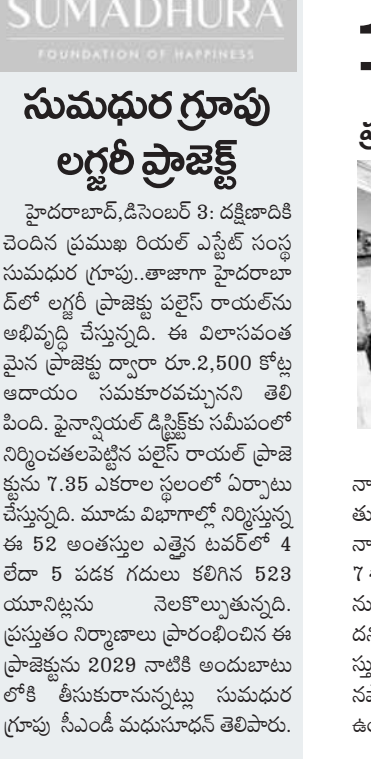 SUMADHURA
FOUNDATION OF HAPPINESS
సుమధుర గ్రూపు
లగ్జరీ ప్రాజెక్ట్
హైదరాబాద్,డిసెంబర్ 3: దక్షిణాదికి
చెందిన ప్రముఖ రియల్ ఎస్టేట్ సంస్థ
సుమధుర గ్రూపు..తాజాగా హైదరాబా
ద్‌లో లగ్జరీ ప్రాజెక్టు పలైస్ రాయల్‌ను
అభివృద్ధి చేస్తున్నది. ఈ విలాసవంత
మైన ప్రాజెక్టు ద్వారా రూ.2,500 కోట్ల
ఆదాయం సమకూరవచ్చునని తెలి
పింది. ఫైనాన్షియల్ డిస్ట్రిక్ట్‌కు సమీపంలో
నిర్మించతలపెట్టిన పలైస్ రాయల్ ప్రాజె
క్టును 7.35 ఎకరాల స్థలంలో ఏర్పాటు
చేస్తున్నది. మూడు విభాగాల్లో నిర్మిస్తున్న
ఈ 52 అంతస్తుల ఎత్తైన టవర్‌లో 4
లేదా 5 పడక గదులు కలిగిన 523
యూనిట్లను నెలకొల్పుతున్నది.
ప్రస్తుతం నిర్మాణాలు ప్రారంభించిన ఈ
ప్రాజెక్టును 2029 నాటికి అందుబాటు
లోకి తీసుకురానున్నట్లు సుమధుర
గ్రూపు సీఎండీ మధుసూధన్ తెలిపారు.